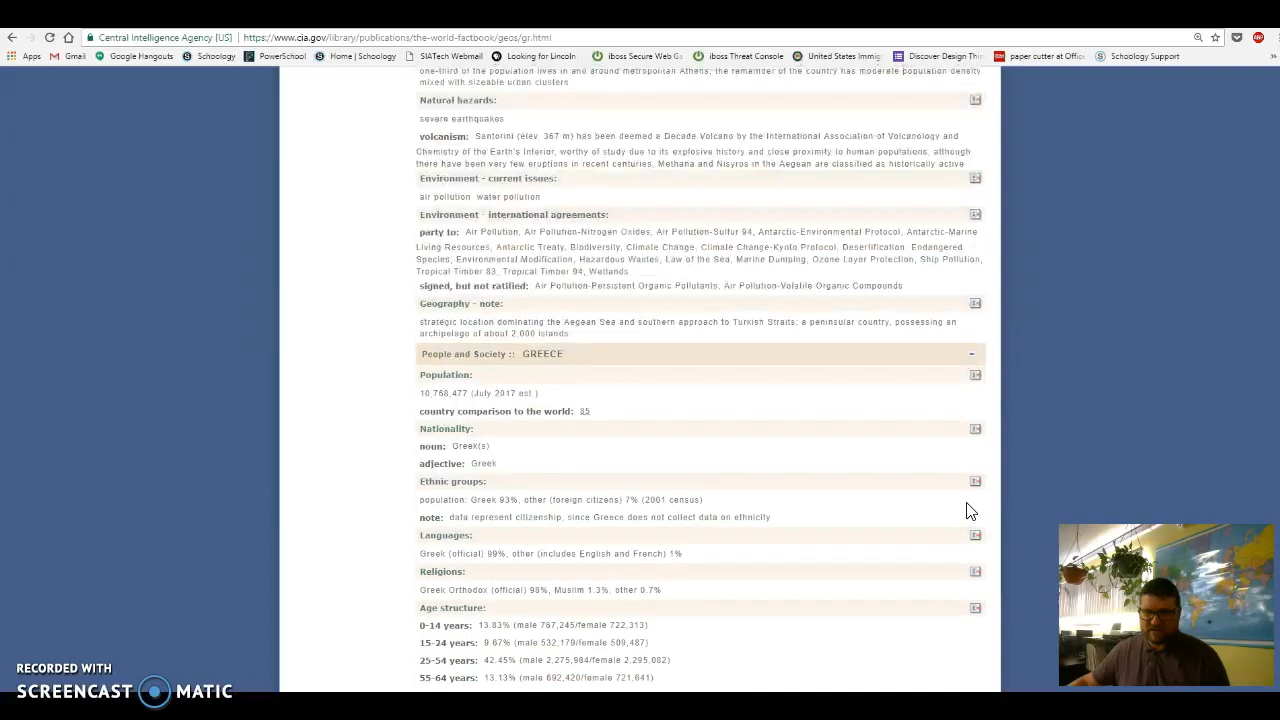 Central Intelligence Agency [US] | https://www.cia.gov/library/publications/the-world-factbook/geos/gr.html
Apps Gmail Google Hangouts Schoology PowerSchool Home | Schoology SIATech Webmail Looking for Lincoln iboss Secure Web Ga iboss Threat Console United States Immig Discover Design Thin paper cutter at Office Schoology Support »
one-third of the population lives in and around metropolitan Athens; the remainder of the country has moderate population density
mixed with sizeable urban clusters
Natural hazards:
severe earthquakes
volcanism: Santorini (elev. 367 m) has been deemed a Decade Volcano by the International Association of Volcanology and
Chemistry of the Earth's Interior, worthy of study due to its explosive history and close proximity to human populations, although
there have been very few eruptions in recent centuries, Methana and Nisyros in the Aegean are classified as historically active
Environment - current issues:
air pollution water pollution
Environment - international agreements:
party to: Air Pollution, Air Pollution-Nitrogen Oxides, Air Pollution-Sulfur 94, Antarctic-Environmental Protocol, Antarctic-Marine
Living Resources, Antarctic Treaty, Biodiversity, Climate Change, Climate Change-Kyoto Protocol, Desertification, Endangered
Species, Environmental Modification, Hazardous Wastes, Law of the Sea, Marine Dumping, Ozone Layer Protection, Ship Pollution,
Tropical Timber 83, Tropical Timber 94, Wetlands
signed, but not ratified: Air Pollution-Persistent Organic Pollutants, Air Pollution-Volatile Organic Compounds
Geography - note:
strategic location dominating the Aegean Sea and southern approach to Turkish Straits; a peninsular country, possessing an
archipelago of about 2,000 islands
People and Society :: GREECE
Population:
10,768,477 (July 2017 est.)
country comparison to the world: 85
Nationality:
noun: Greek(s)
adjective: Greek
Ethnic groups:
population: Greek 93%, other (foreign citizens) 7% (2001 census)
note: data represent citizenship, since Greece does not collect data on ethnicity
Languages:
Greek (official) 99%, other (includes English and French) 1%
Religions:
Greek Orthodox (official) 98%, Muslim 1.3%, other 0.7%
Age structure:
0-14 years: 13.83% (male 767,245/female 722,313)
15-24 years: 9.67% (male 532,179/female 509,487)
25-54 years: 42.45% (male 2,275,984/female 2,295,082)
55-64 years: 13.13% (male 692,420/female 721,641)
RECORDED WITH
SCREENCAST MATIC